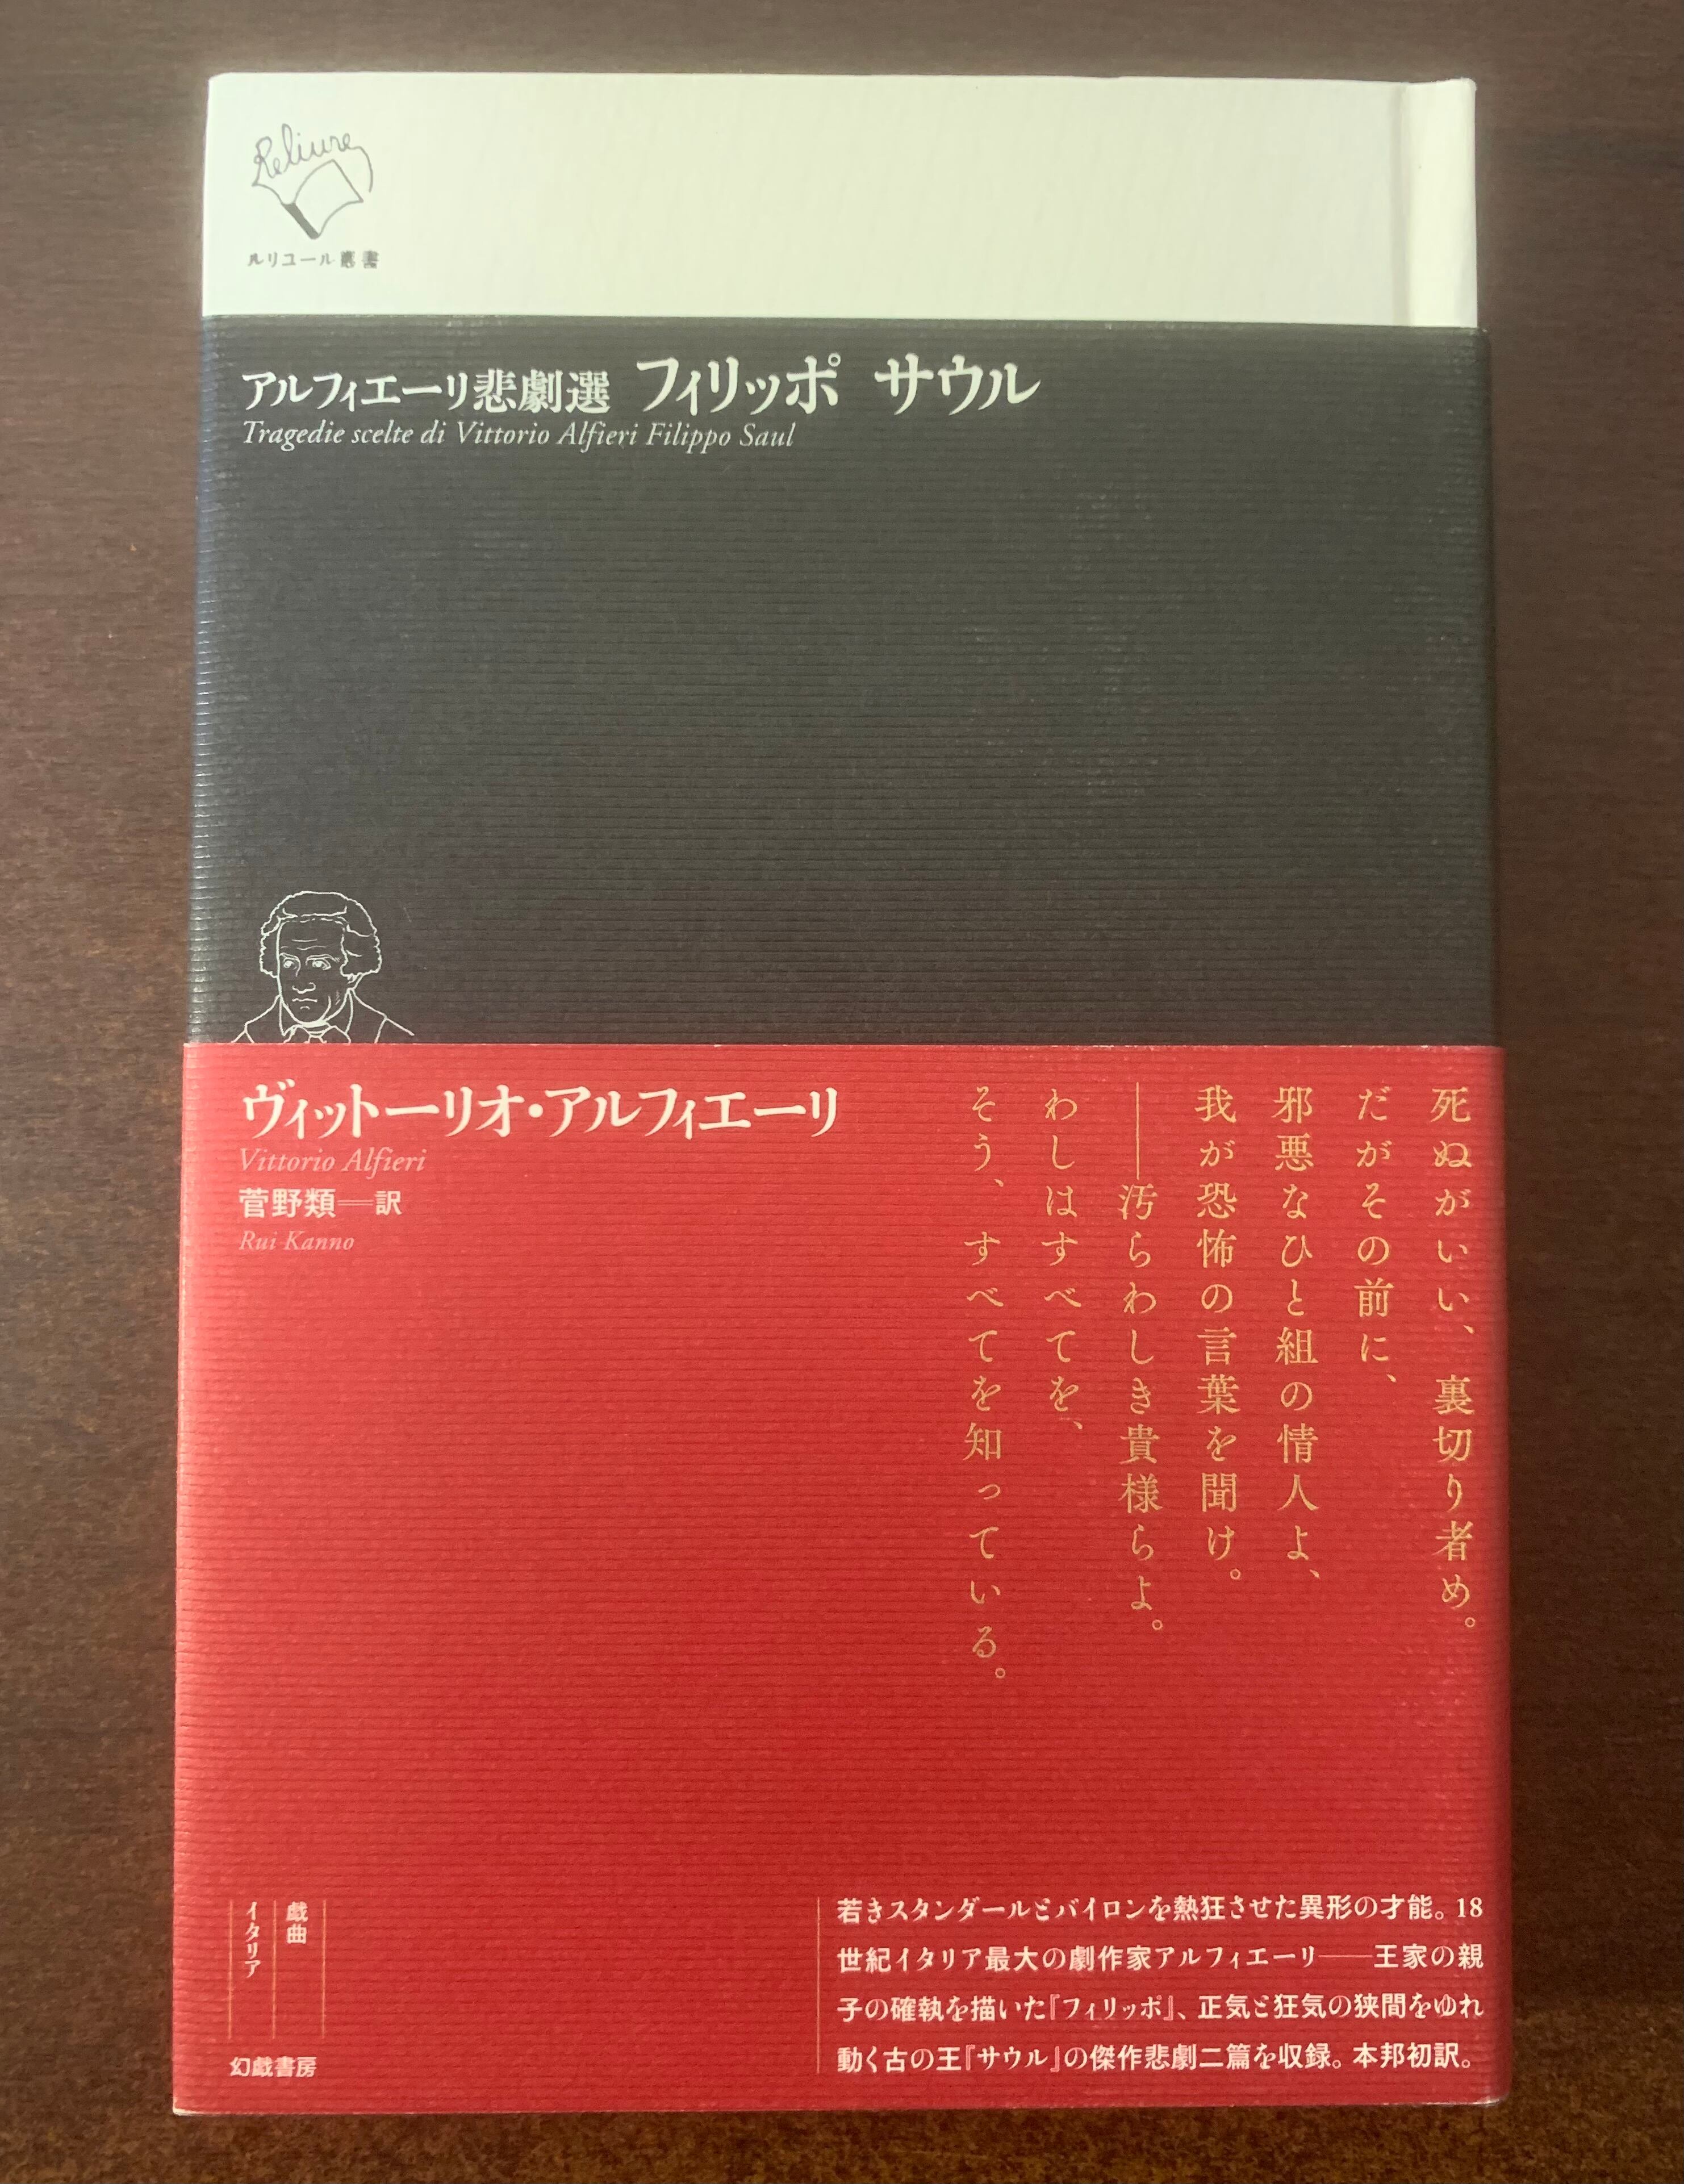 Reliure
ルリユール叢書
アルフィエーリ悲劇選 フィリッポ サウル
Tragedie scelte di Vittorio Alfieri Filippo Saul
ヴィットーリオ・アルフィエーリ
Vittorio Alfieri
菅野類――訳
Rui Kanno
死ぬがいい、裏切り者め。
だがその前に、
邪悪なひと組の情人よ、
我が恐怖の言葉を聞け。
――汚らわしき貴様らよ。
わしはすべてを、
そう、すべてを知っている。
戯曲
イタリア
幻戯書房
若きスタンダールとバイロンを熱狂させた異形の才能。18
世紀イタリア最大の劇作家アルフィエーリ――王家の親
子の確執を描いた『フィリッポ』、正気と狂気の狭間をゆれ
動く古の王『サウル』の傑作悲劇二篇を収録。本邦初訳。